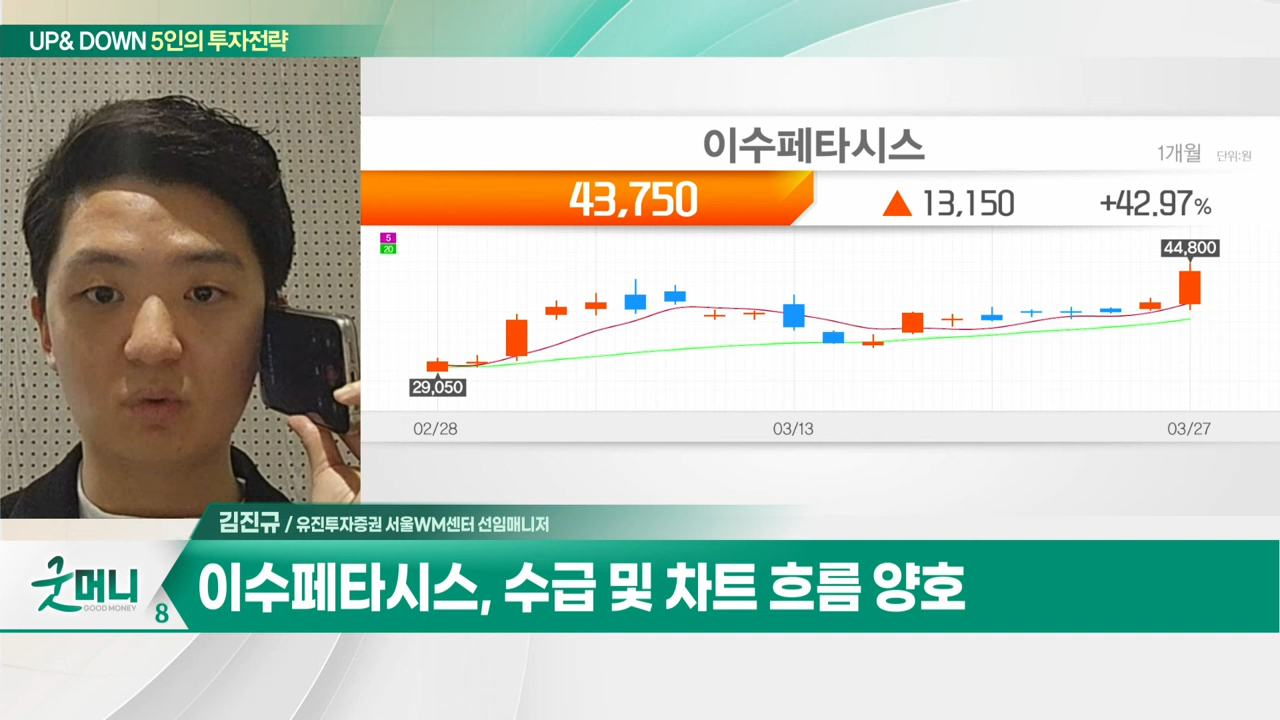 UP& DOWN 5인의 투자전략
이수페타시스
1개월 단위:원
43,750 ▲ 13,150 +42.97%
5
20
44,800
29,050
02/28 03/13 03/27
김진규 / 유진투자증권 서울WM센터 선임매니저
굿머니
GOOD MONEY
8
이수페타시스, 수급 및 차트 흐름 양호